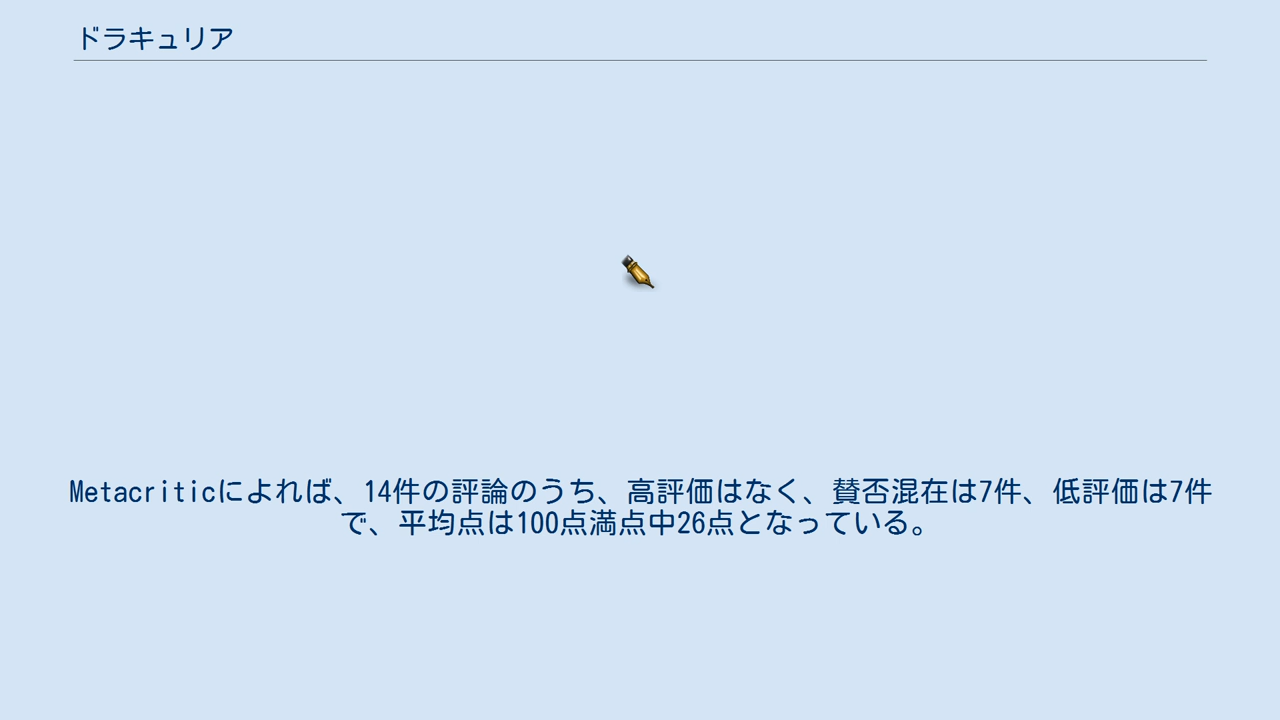 ドラキュリア
Metacriticによれば、14件の評論のうち、高評価はなく、賛否混在は7件、低評価は7件
で、平均点は100点満点中26点となっている。